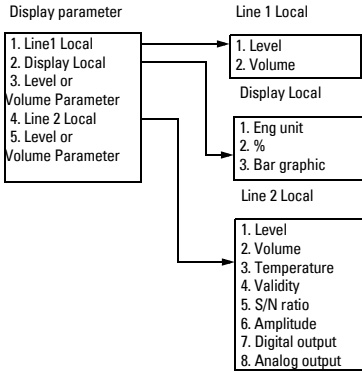 Display parameter
1. Line1 Local
2. Display Local
3. Level or
Volume Parameter
4. Line 2 Local
5. Level or
Volume Parameter
Line 1 Local
1. Level
2. Volume
Display Local
1. Eng unit
2. %
3. Bar graphic
Line 2 Local
1. Level
2. Volume
3. Temperature
4. Validity
5. S/N ratio
6. Amplitude
7. Digital output
8. Analog output